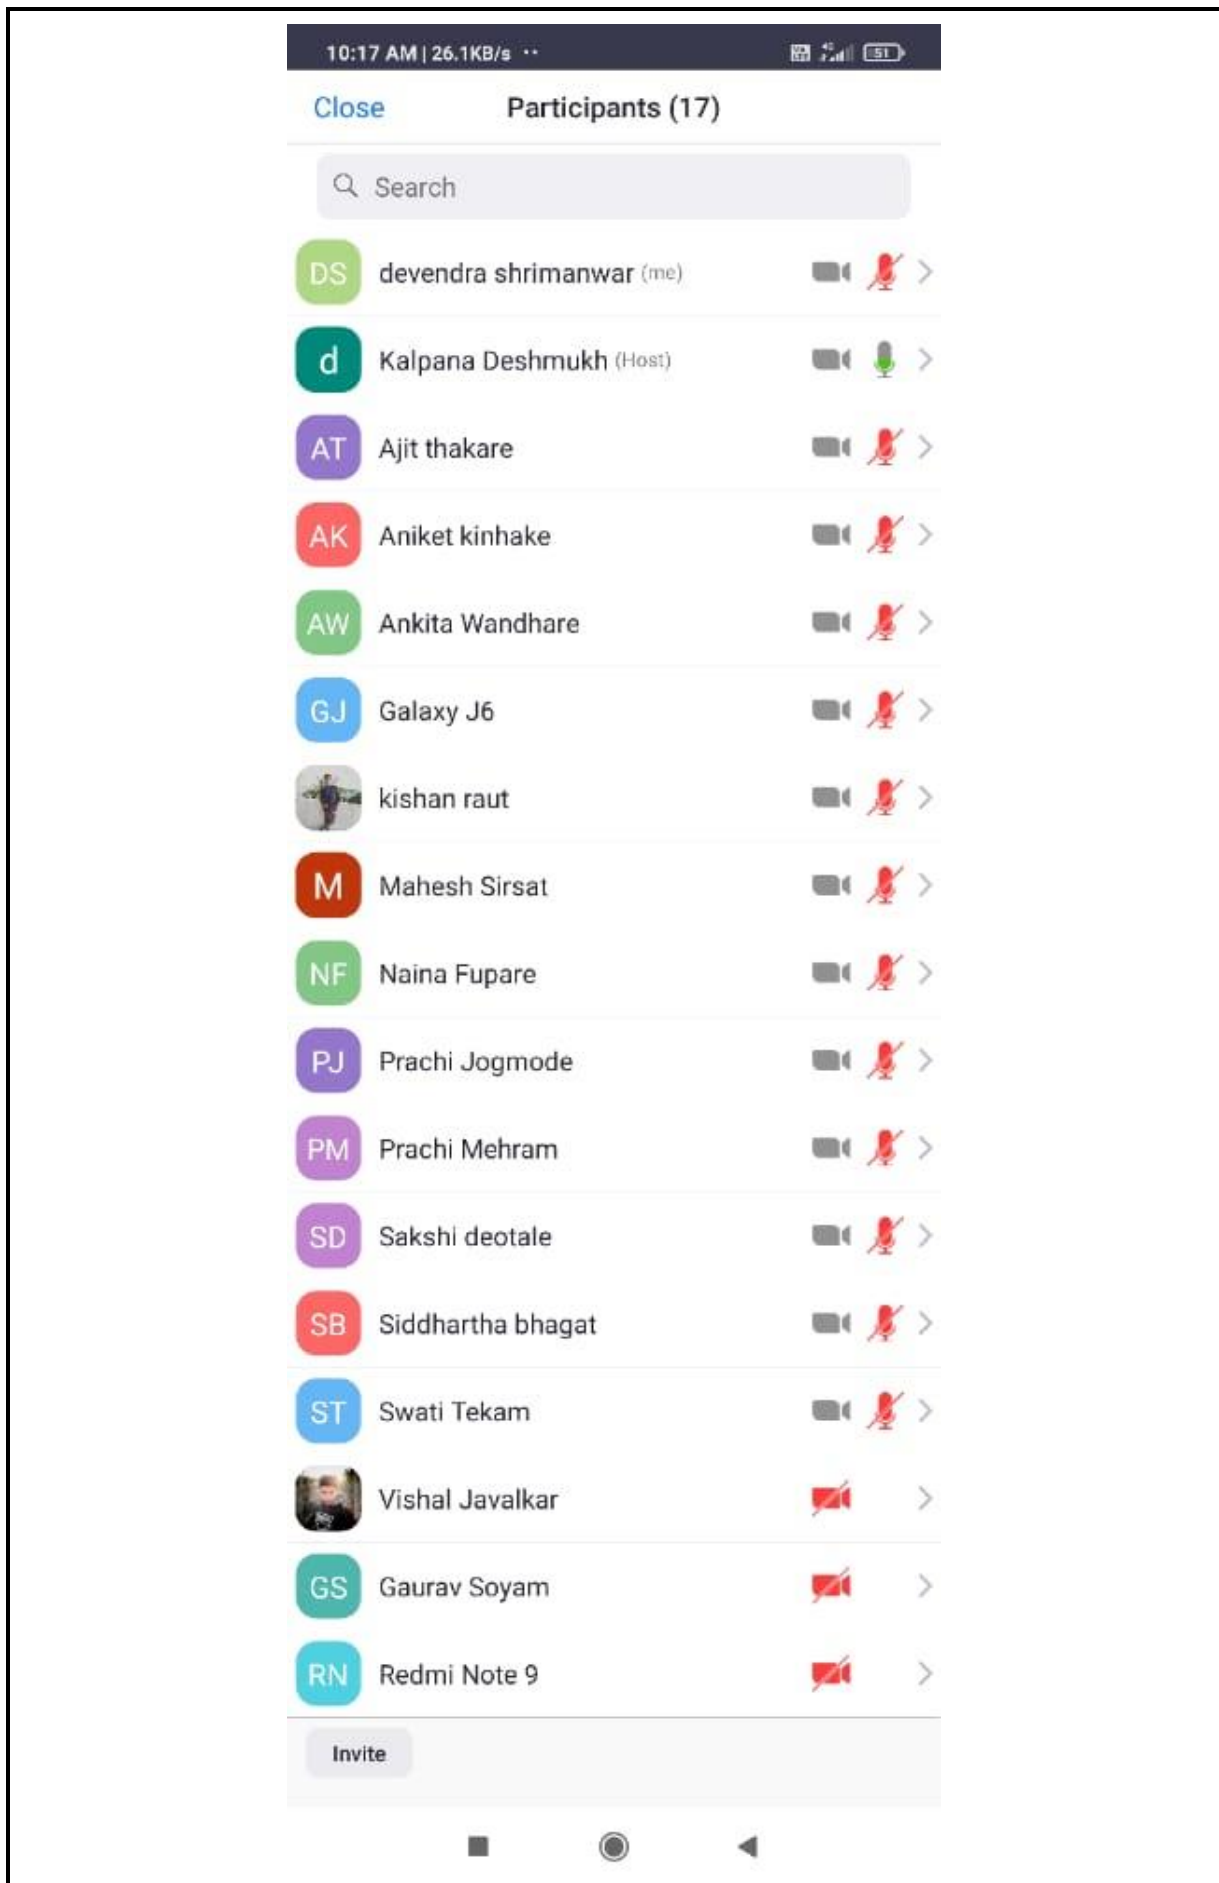 10:17 AM | 26.1KB/s ·· 4G 51
Close Participants (17)
Search
DS devendra shrimanwar (me)
d Kalpana Deshmukh (Host)
AT Ajit thakare
AK Aniket kinhake
AW Ankita Wandhare
GJ Galaxy J6
kishan raut
M Mahesh Sirsat
NF Naina Fupare
PJ Prachi Jogmode
PM Prachi Mehram
SD Sakshi deotale
SB Siddhartha bhagat
ST Swati Tekam
Vishal Javalkar
GS Gaurav Soyam
RN Redmi Note 9
Invite